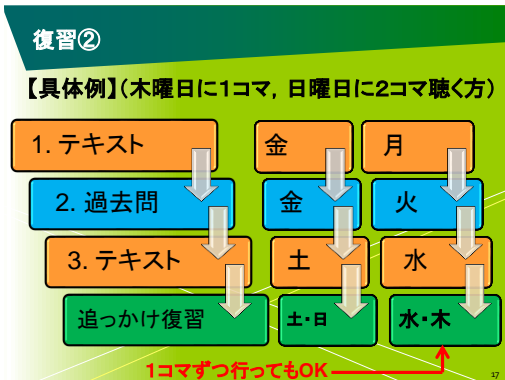 復習②
【具体例】(木曜日に1コマ,日曜日に2コマ聴く方)
1. テキスト 金 月
2. 過去問 金 火
3. テキスト 土 水
追っかけ復習 土・日 水・木
1コマずつ行ってもOK
17